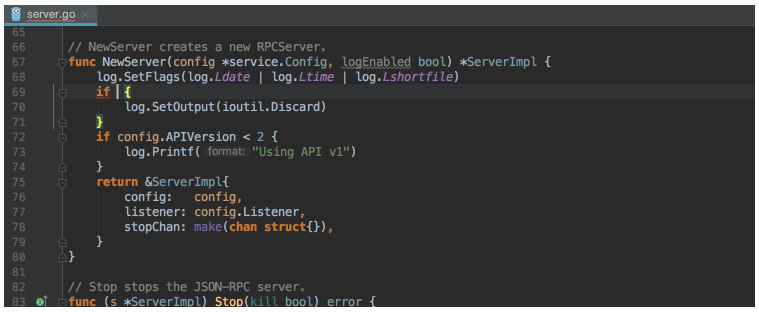 server.go
65
66 // NewServer creates a new RPCServer.
67 func NewServer(config *service.Config, logEnabled bool) *ServerImpl {
68     log.SetFlags(log.Ldate | log.Ltime | log.Lshortfile)
69     if {
70         log.SetOutput(ioutil.Discard)
71     }
72     if config.APIVersion < 2 {
73         log.Printf( format: "Using API v1")
74     }
75     return &ServerImpl{
76         config:   config,
77         listener: config.Listener,
78         stopChan: make(chan struct{}),
79     }
80 }
81
82 // Stop stops the JSON-RPC server.
83 func (s *ServerImpl) Stop(kill bool) error {